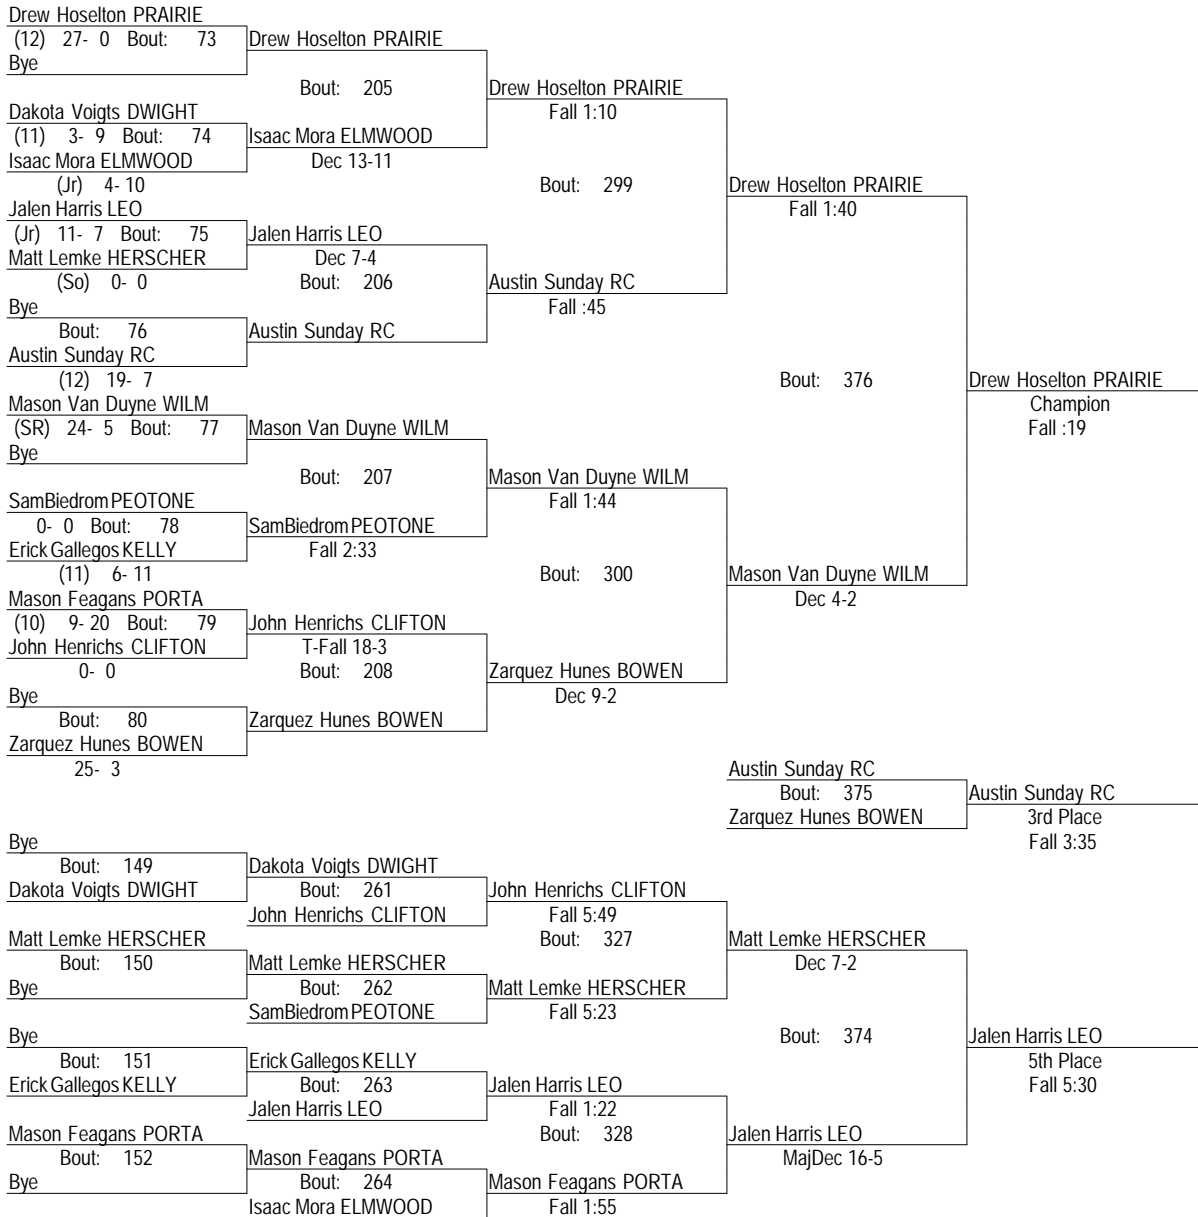 Drew Hoselton PRAIRIE
(12) 27- 0 Bout: 73 Drew Hoselton PRAIRIE
Bye
Bout: 205 Drew Hoselton PRAIRIE
Dakota Voigts DWIGHT Fall 1:10
(11) 3- 9 Bout: 74 Isaac Mora ELMWOOD
Isaac Mora ELMWOOD Dec 13-11
(Jr) 4- 10 Bout: 299 Drew Hoselton PRAIRIE
Jalen Harris LEO Fall 1:40
(Jr) 11- 7 Bout: 75 Jalen Harris LEO
Matt Lemke HERSCHER Dec 7-4
(So) 0- 0 Bout: 206 Austin Sunday RC
Bye Fall :45
Bout: 76 Austin Sunday RC
Austin Sunday RC
(12) 19- 7 Bout: 376 Drew Hoselton PRAIRIE
Mason Van Duyne WILM Champion
(SR) 24- 5 Bout: 77 Mason Van Duyne WILM Fall :19
Bye
Bout: 207 Mason Van Duyne WILM
SamBiedrom PEOTONE Fall 1:44
0- 0 Bout: 78 SamBiedrom PEOTONE
Erick Gallegos KELLY Fall 2:33
(11) 6- 11 Bout: 300 Mason Van Duyne WILM
Mason Feagans PORTA Dec 4-2
(10) 9- 20 Bout: 79 John Henrichs CLIFTON
John Henrichs CLIFTON T-Fall 18-3
0- 0 Bout: 208 Zarquez Hunes BOWEN
Bye Dec 9-2
Bout: 80 Zarquez Hunes BOWEN
Zarquez Hunes BOWEN
25- 3 Austin Sunday RC
Bout: 375 Austin Sunday RC
Zarquez Hunes BOWEN 3rd Place
Bye Fall 3:35
Bout: 149 Dakota Voigts DWIGHT
Dakota Voigts DWIGHT Bout: 261 John Henrichs CLIFTON
John Henrichs CLIFTON Fall 5:49
Matt Lemke HERSCHER Bout: 327 Matt Lemke HERSCHER
Bout: 150 Matt Lemke HERSCHER Dec 7-2
Bye Bout: 262 Matt Lemke HERSCHER
SamBiedrom PEOTONE Fall 5:23
Bye Bout: 374 Jalen Harris LEO
Bout: 151 Erick Gallegos KELLY 5th Place
Erick Gallegos KELLY Bout: 263 Jalen Harris LEO Fall 5:30
Jalen Harris LEO Fall 1:22
Mason Feagans PORTA Bout: 328 Jalen Harris LEO
Bout: 152 Mason Feagans PORTA MajDec 16-5
Bye Bout: 264 Mason Feagans PORTA
Isaac Mora ELMWOOD Fall 1:55